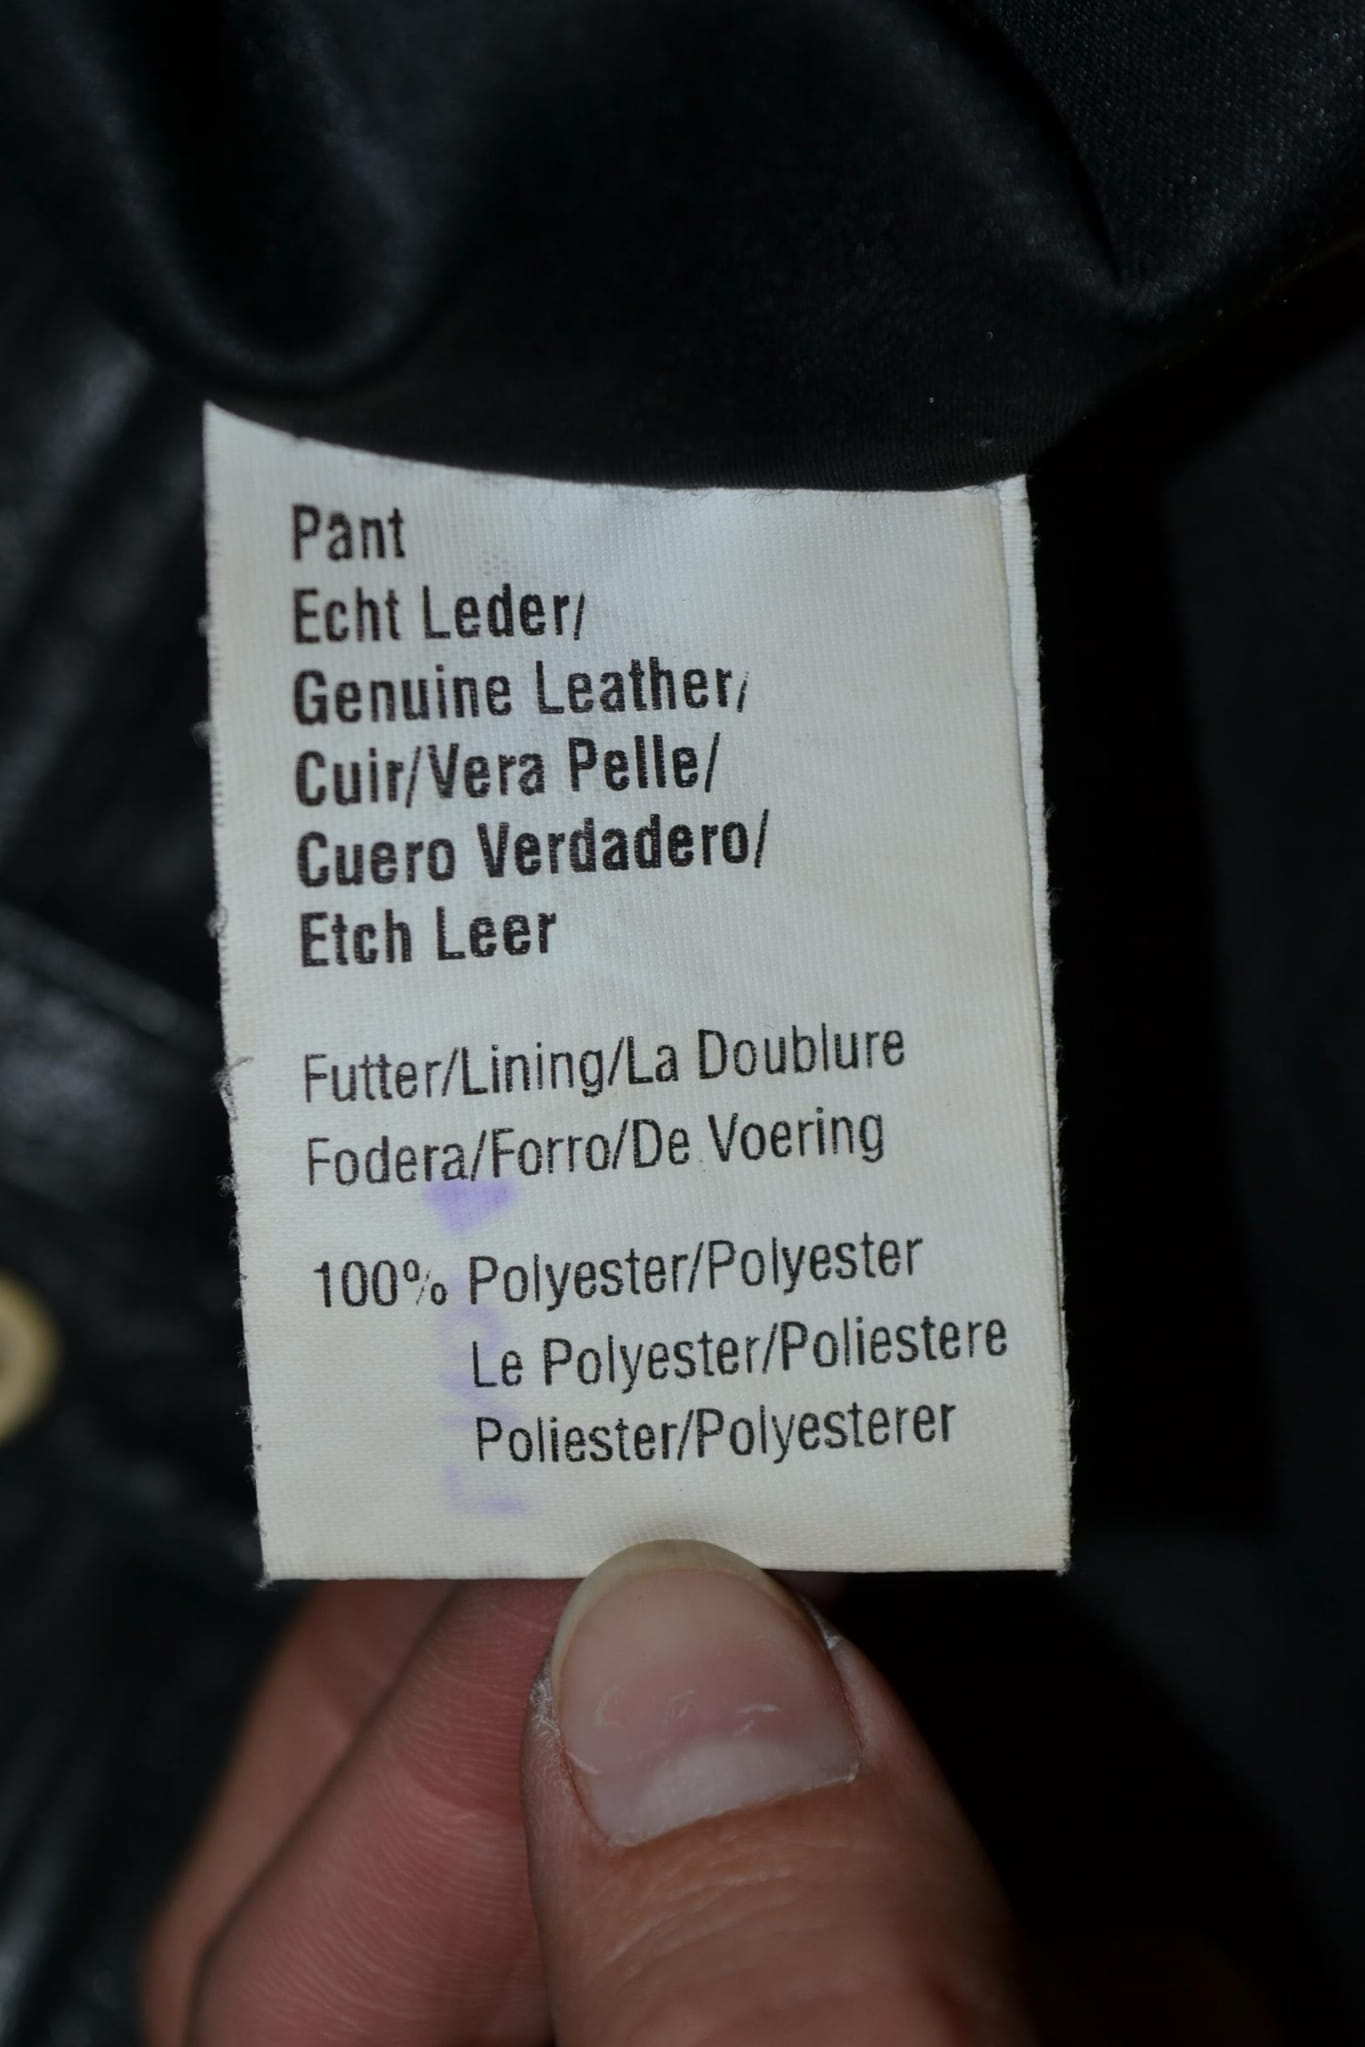 Pant
Echt Leder/
Genuine Leather/
Cuir/Vera Pelle/
Cuero Verdadero/
Etch Leer
Futter/Lining/La Doublure
Fodera/Forro/De Voering
100% Polyester/Polyester
Le Polyester/Poliestere
Poliester/Polyesterer